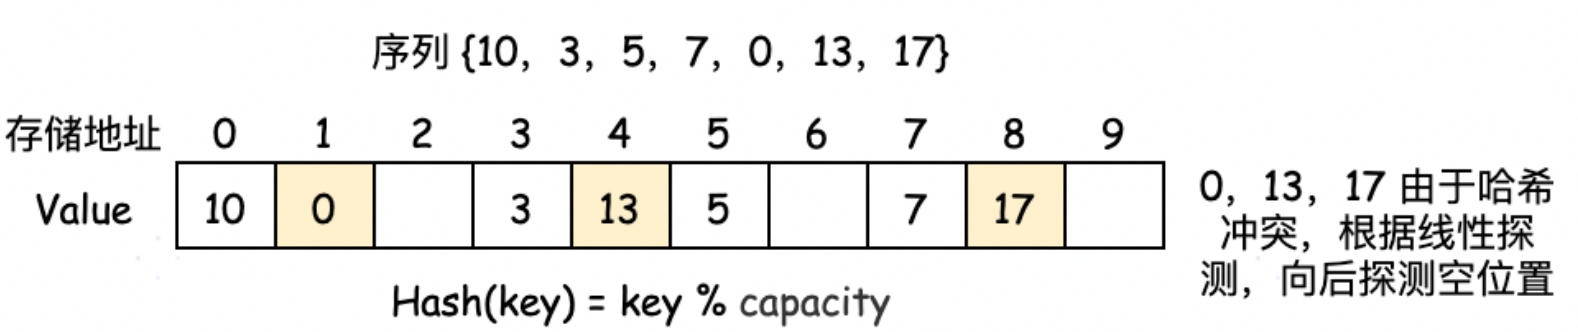 序列 {10, 3, 5, 7, 0, 13, 17}
存储地址 0 1 2 3 4 5 6 7 8 9
Value 10 0 3 13 5 7 17
0, 13, 17 由于哈希
冲突, 根据线性探
测, 向后探测空位置
Hash(key) = key % capacity